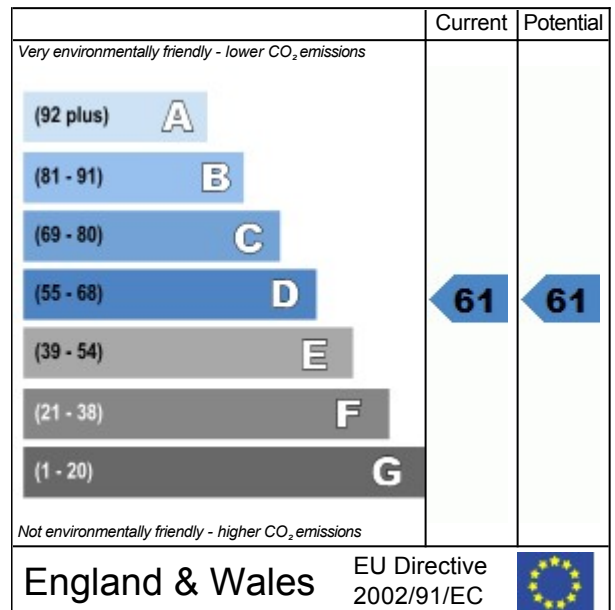 Current Potential
Very environmentally friendly - lower CO₂ emissions
(92 plus) A
(81 - 91) B
(69 - 80) C
(55 - 68) D 61 61
(39 - 54) E
(21 - 38) F
(1 - 20) G
Not environmentally friendly - higher CO₂ emissions
England & Wales EU Directive
2002/91/EC